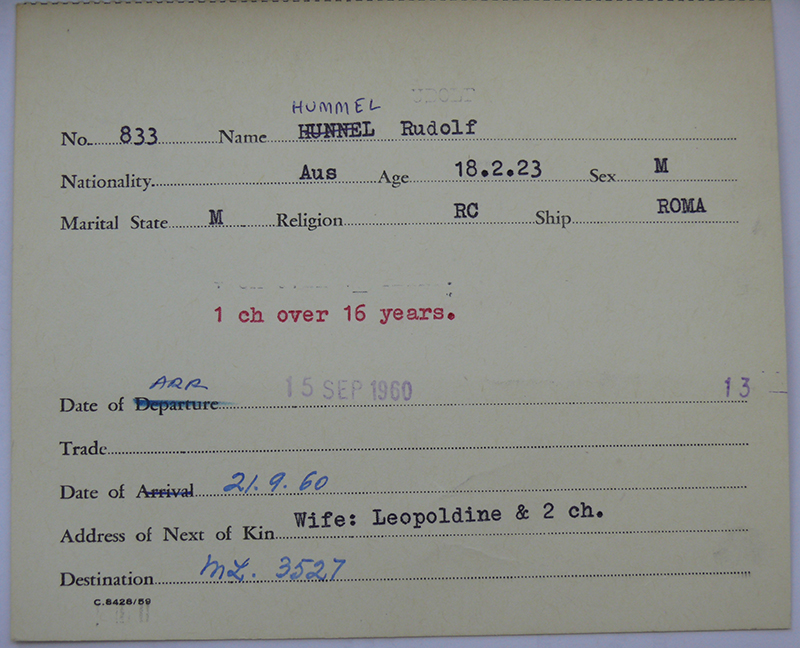 HUMMEL
No. 833 Name HUNNEL Rudolf
Nationality Aus Age 18.2.23 Sex M
Marital State M Religion RC Ship ROMA
1 ch over 16 years.
ARR
Date of Departure 15 SEP 1960 13
Trade
Date of Arrival 21.9.60
Address of Next of Kin Wife: Leopoldine & 2 ch.
Destination ML. 3527
C.8428/59